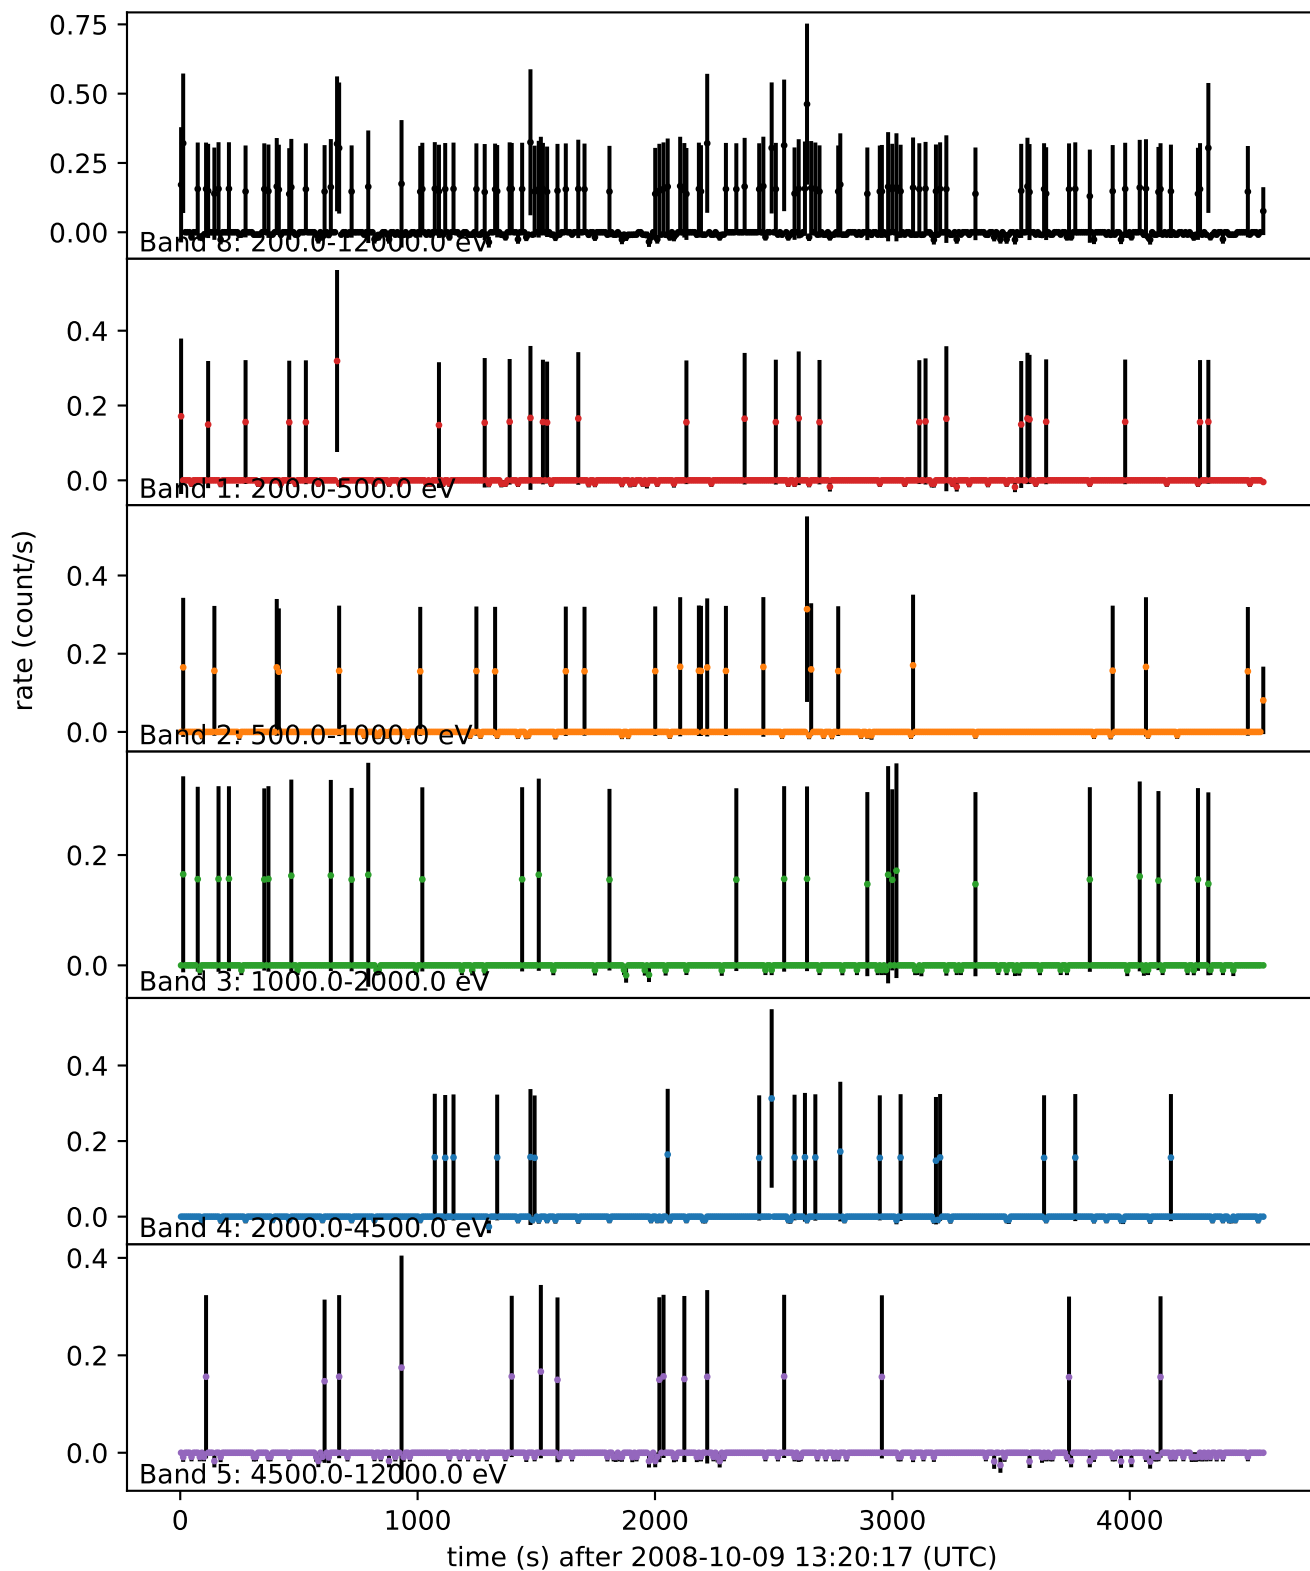 0.75
0.50
0.25
0.00
Band 8: 200.0-12000.0 eV
0.4
0.2
0.0
Band 1: 200.0-500.0 eV
rate (count/s)
0.4
0.2
0.0
Band 2: 500.0-1000.0 eV
0.2
0.0
Band 3: 1000.0-2000.0 eV
0.4
0.2
0.0
Band 4: 2000.0-4500.0 eV
0.4
0.2
0.0
Band 5: 4500.0-12000.0 eV
0 1000 2000 3000 4000
time (s) after 2008-10-09 13:20:17 (UTC)